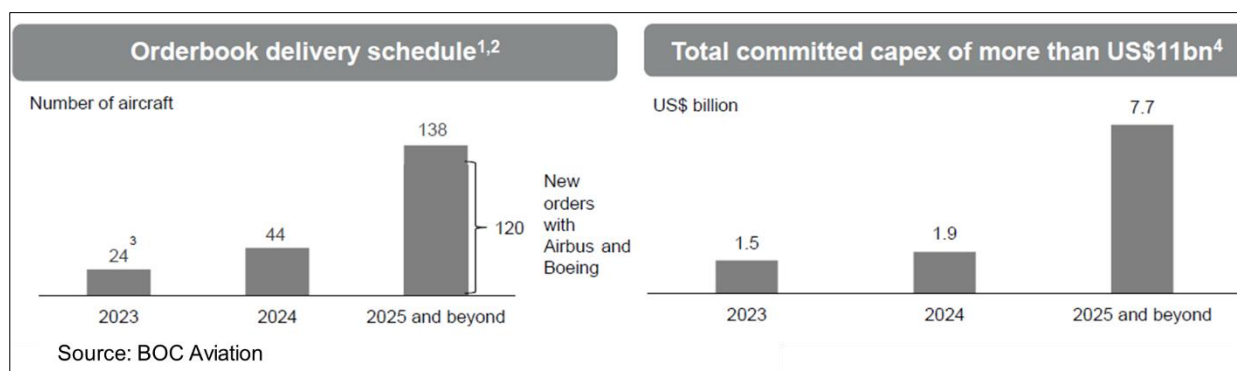 Orderbook delivery schedule1,2
Number of aircraft
138
120
New
orders
with
Airbus and
Boeing
24 3
44
2023
2024
2025 and beyond
Source: BOC Aviation
Total committed capex of more than US$11bn4
US$ billion
7.7
1.5
1.9
2023
2024
2025 and beyond